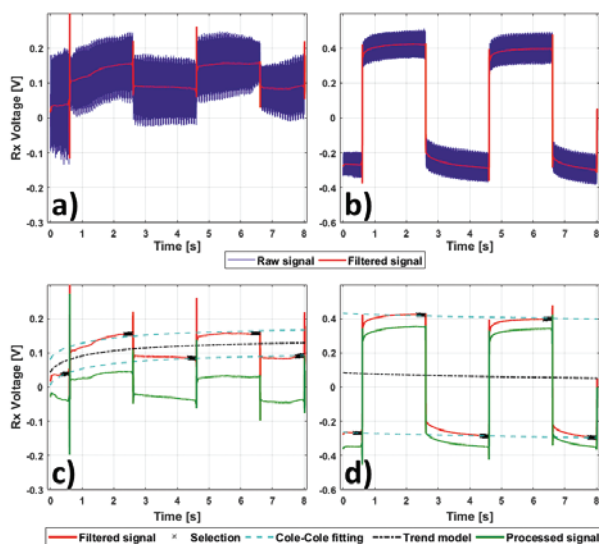 0.2
0.1
0
-0.1
-0.2
-0.3
Rx Voltage [V]
a)
0 1 2 3 4 5 6 7 8
Time [s]
0.4
0.2
0
-0.2
-0.4
-0.6
b)
0 1 2 3 4 5 6 7 8
Time [s]
Raw signal Filtered signal
0.2
0.1
0
-0.1
-0.2
-0.3
Rx Voltage [V]
c)
0 1 2 3 4 5 6 7 8
Time [s]
0.4
0.2
0
-0.2
-0.4
-0.6
d)
0 1 2 3 4 5 6 7 8
Time [s]
Filtered signal Selection Cole-Cole fitting Trend model Processed signal